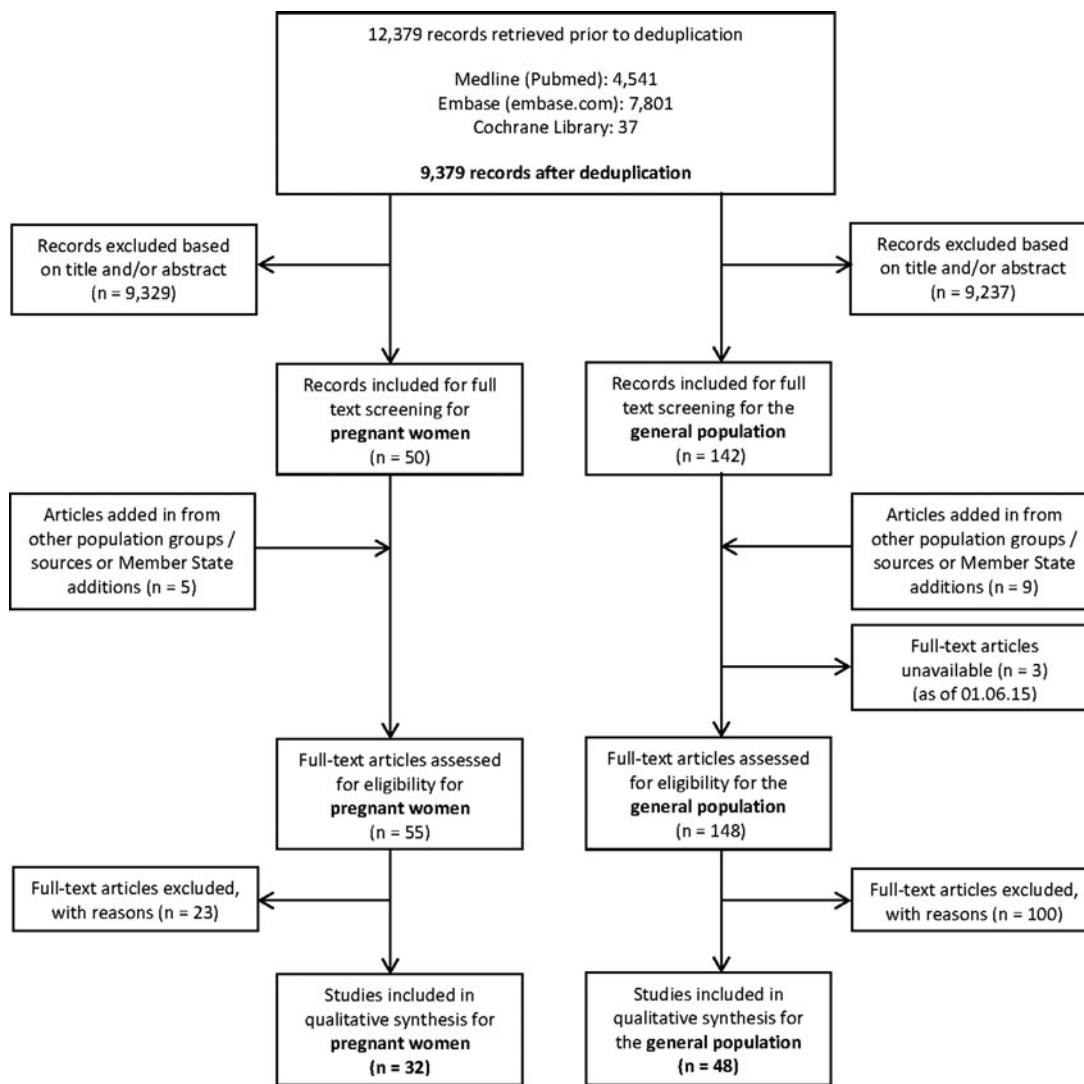 12,379 records retrieved prior to deduplication
Medline (Pubmed): 4,541
Embase (embase.com): 7,801
Cochrane Library: 37
9,379 records after deduplication
Records excluded based
on title and/or abstract
(n = 9,329)
Records excluded based
on title and/or abstract
(n = 9,237)
Records included for full
text screening for
pregnant women
(n = 50)
Records included for full
text screening for the
general population
(n = 142)
Articles added in from
other population groups /
sources or Member State
additions (n = 5)
Articles added in from
other population groups /
sources or Member State
additions (n = 9)
Full-text articles
unavailable (n = 3)
(as of 01.06.15)
Full-text articles assessed
for eligibility for
pregnant women
(n = 55)
Full-text articles assessed
for eligibility for the
general population
(n = 148)
Full-text articles excluded,
with reasons (n = 23)
Full-text articles excluded,
with reasons (n = 100)
Studies included in
qualitative synthesis for
pregnant women
(n = 32)
Studies included in
qualitative synthesis for
the general population
(n = 48)